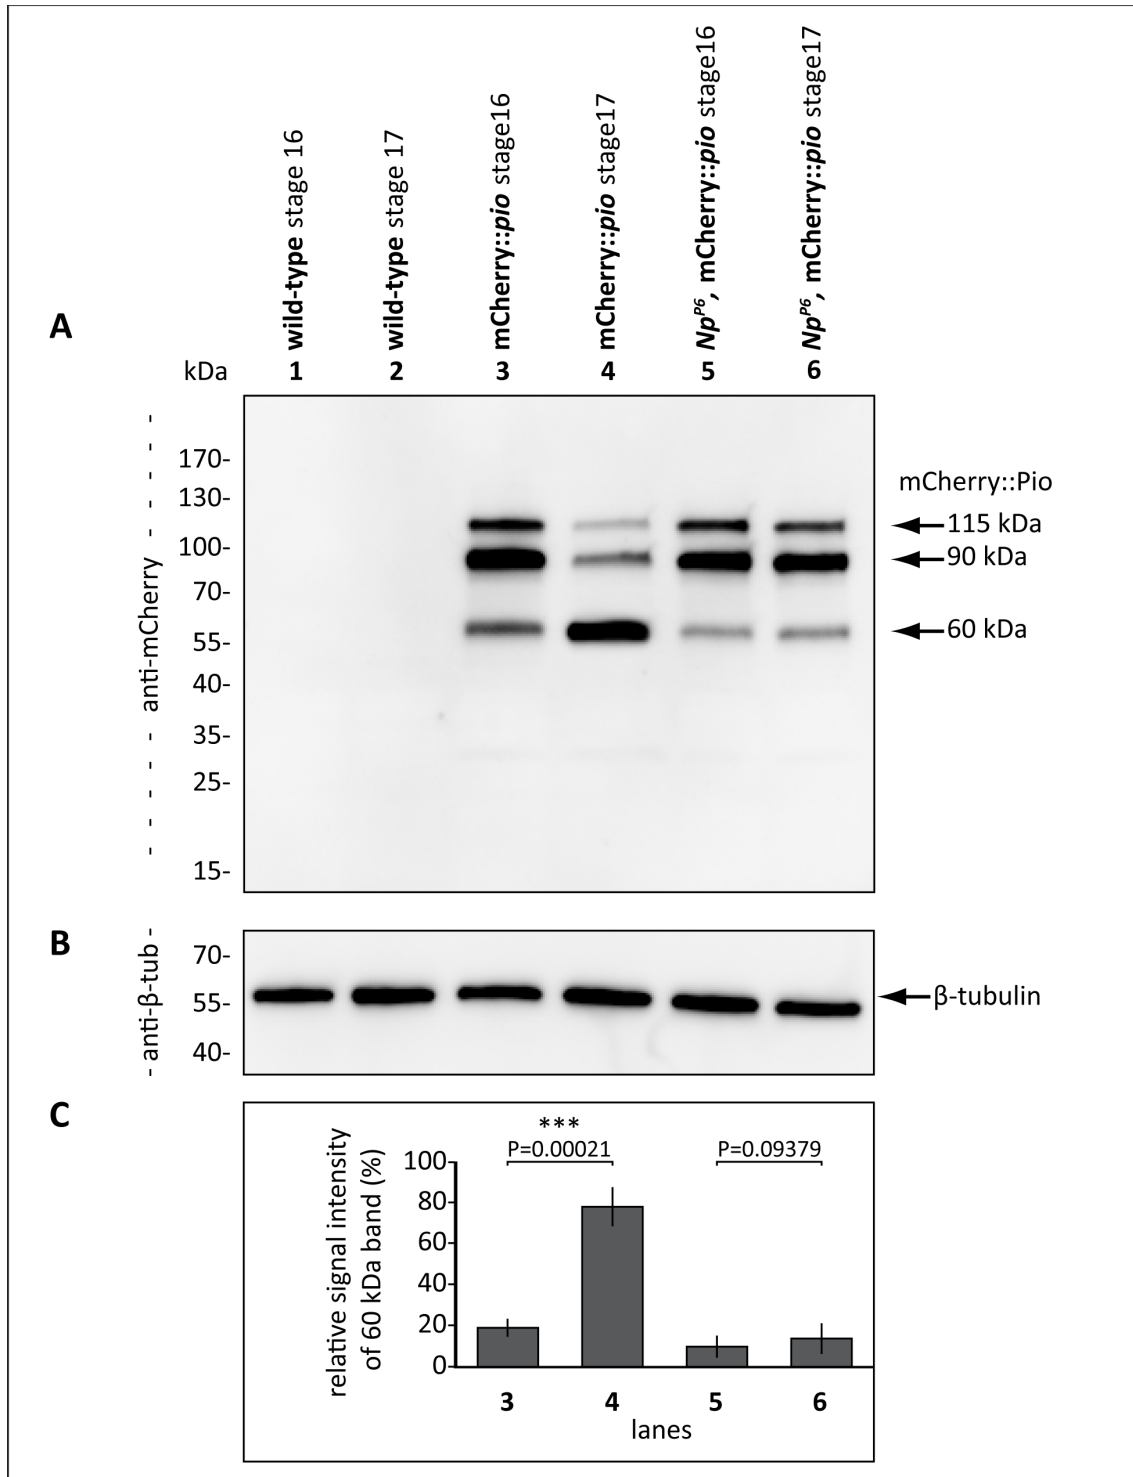 wild-type stage 16
wild-type stage 17
mCherry::pio stage16
mCherry::pio stage17
Npᴾ⁶, mCherry::pio stage16
Npᴾ⁶, mCherry::pio stage17
A
kDa 1 2 3 4 5 6
- - - - anti-mCherry - - - - -
170-
130-
100-
70-
55-
40-
35-
25-
15-
mCherry::Pio
115 kDa
90 kDa
60 kDa
B
- anti-β-tub -
70-
55-
40-
β-tubulin
C
relative signal intensity
of 60 kDa band (%)
***
P=0.00021 P=0.09379
100
80
60
40
20
0
3 4 5 6
lanes